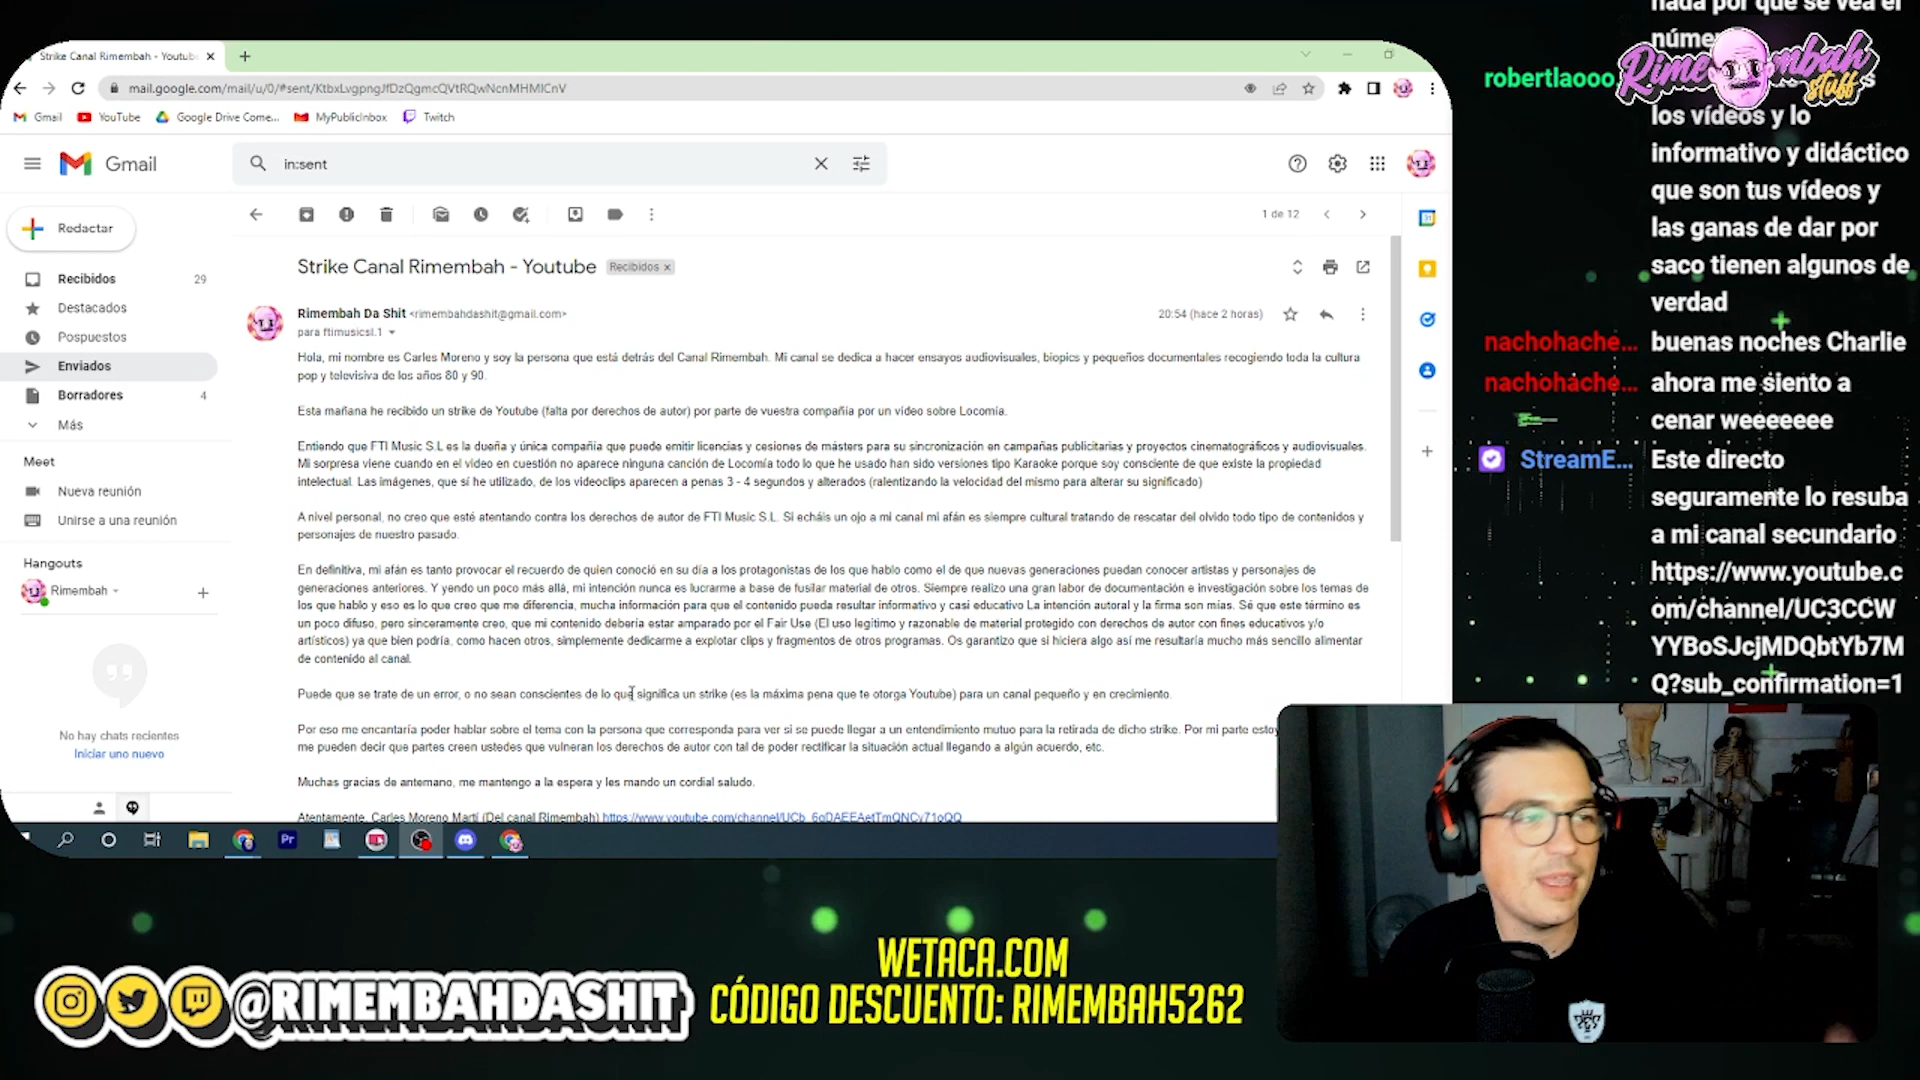 Strike Canal Rimembah - Youtube
mail.google.com/mail/u/0/#sent/KtbxLvgpngJfDzQgmcQVtRQwNcnMHMlCnV
Gmail
YouTube
Google Drive Come...
MyPublicInbox
Twitch
Gmail
in:sent
Redactar
1 de 12
Recibidos 29
Destacados
Pospuestos
Enviados
Borradores 4
Más
Meet
Nueva reunión
Unirse a una reunión
Hangouts
Rimembah
No hay chats recientes
Iniciar uno nuevo
Strike Canal Rimembah - Youtube Recibidos x
Rimembah Da Shit <rimembahdashit@gmail.com> 20:54 (hace 2 horas)
para ftimusicsl.1
Hola, mi nombre es Carles Moreno y soy la persona que está detrás del Canal Rimembah. Mi canal se dedica a hacer ensayos audiovisuales, biopics y pequeños documentales recogiendo toda la cultura
pop y televisiva de los años 80 y 90.
Esta mañana he recibido un strike de Youtube (falta por derechos de autor) por parte de vuestra compañía por un vídeo sobre Locomía.
Entiendo que FTI Music S.L es la dueña y única compañía que puede emitir licencias y cesiones de másters para su sincronización en campañas publicitarias y proyectos cinematográficos y audiovisuales.
Mi sorpresa viene cuando en el video en cuestión no aparece ninguna canción de Locomía todo lo que he usado han sido versiones tipo Karaoke porque soy consciente de que existe la propiedad
intelectual. Las imágenes, que sí he utilizado, de los videoclips aparecen a penas 3 - 4 segundos y alterados (ralentizando la velocidad del mismo para alterar su significado)
A nivel personal, no creo que esté atentando contra los derechos de autor de FTI Music S.L. Si echáis un ojo a mi canal mi afán es siempre cultural tratando de rescatar del olvido todo tipo de contenidos y
personajes de nuestro pasado.
En definitiva, mi afán es tanto provocar el recuerdo de quien conoció en su día a los protagonistas de los que hablo como el de que nuevas generaciones puedan conocer artistas y personajes de
generaciones anteriores. Y yendo un poco más allá, mi intención nunca es lucrarme a base de fusilar material de otros. Siempre realizo una gran labor de documentación e investigación sobre los temas de
los que hablo y eso es lo que creo que me diferencia, mucha información para que el contenido pueda resultar informativo y casi educativo La intención autoral y la firma son mías. Sé que este término es
un poco difuso, pero sinceramente creo, que mi contenido debería estar amparado por el Fair Use (El uso legítimo y razonable de material protegido con derechos de autor con fines educativos y/o
artísticos) ya que bien podría, como hacen otros, simplemente dedicarme a explotar clips y fragmentos de otros programas. Os garantizo que si hiciera algo así me resultaría mucho más sencillo alimentar
de contenido al canal.
Puede que se trate de un error, o no sean conscientes de lo que significa un strike (es la máxima pena que te otorga Youtube) para un canal pequeño y en crecimiento.
Por eso me encantaría poder hablar sobre el tema con la persona que corresponda para ver si se puede llegar a un entendimiento mutuo para la retirada de dicho strike. Por mi parte estoy
me pueden decir que partes creen ustedes que vulneran los derechos de autor con tal de poder rectificar la situación actual llegando a algún acuerdo, etc.
Muchas gracias de antemano, me mantengo a la espera y les mando un cordial saludo.
Atentamente, Carles Moreno Martí (Del canal Rimembah) https://www.youtube.com/channel/UCb_6oDAEEAetTmQNCy71oQQ
Pr
nada por que se vea el
robertlaooo
Rimembah
stuff
los vídeos y lo
informativo y didáctico
que son tus vídeos y
las ganas de dar por
saco tienen algunos de
verdad
nachohache... buenas noches Charlie
nachohache... ahora me siento a
cenar weeeeeee
StreamE... Este directo
seguramente lo resuba
a mi canal secundario
https://www.youtube.c
om/channel/UC3CCW
YYBoSJcjMDQbtYb7M
Q?sub_confirmation=1
@RIMEMBAHDASHIT
WETACA.COM
CÓDIGO DESCUENTO: RIMEMBAH5262